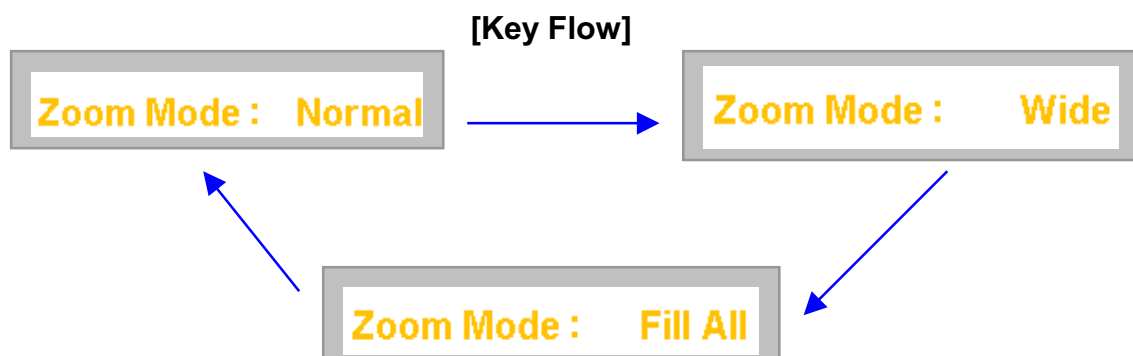 [Key Flow]
Zoom Mode : Normal
Zoom Mode : Wide
Zoom Mode : Fill All